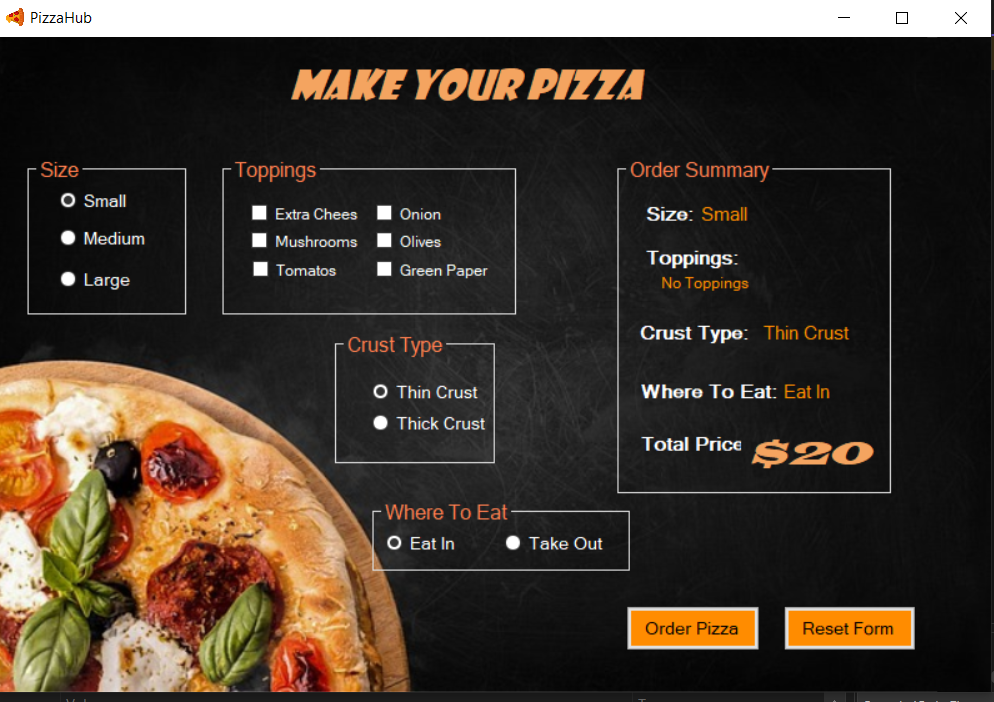 PizzaHub
MAKE YOUR PIZZA
Size
Small
Medium
Large
Toppings
Extra Chees
Onion
Mushrooms
Olives
Tomatos
Green Paper
Crust Type
Thin Crust
Thick Crust
Where To Eat
Eat In
Take Out
Order Summary
Size: Small
Toppings:
No Toppings
Crust Type: Thin Crust
Where To Eat: Eat In
Total Price $20
Order Pizza
Reset Form